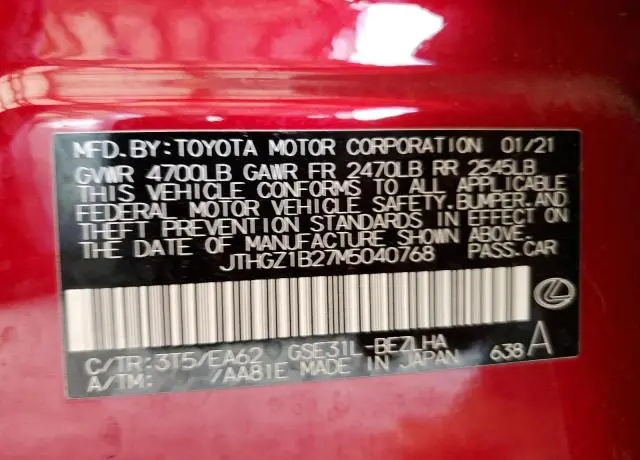 MFD.BY:TOYOTA MOTOR CORPORATION 01/21
GVWR 4700LB GAWR FR 2470LB RR 2545LB
THIS VEHICLE CONFORMS TO ALL APPLICABLE
FEDERAL MOTOR VEHICLE SAFETY,BUMPER,AND
THEFT PREVENTION STANDARDS IN EFFECT ON
THE DATE OF MANUFACTURE SHOWN ABOVE.
JTHGZ1B27M5040768 PASS.CAR
C/TR:3T5/EA62 GSE31L-BEZLHA
A/TM: /AA81E MADE IN JAPAN 638 A